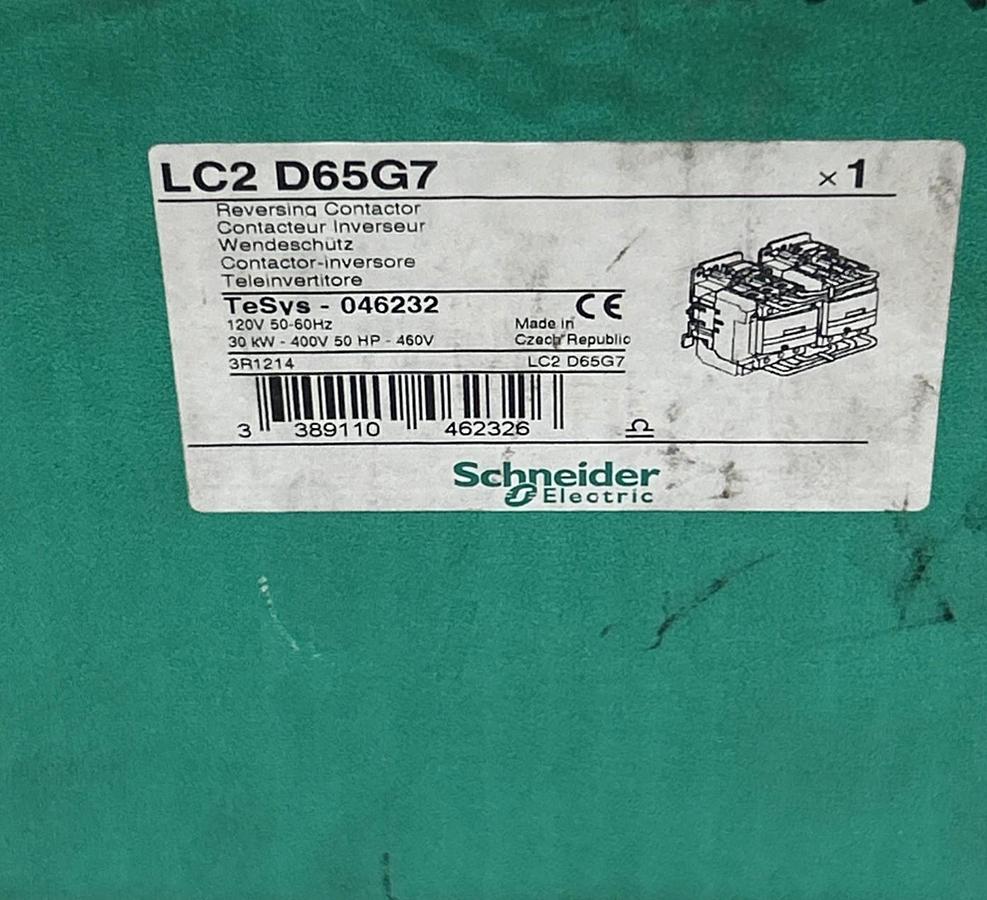 LC2 D65G7 ×1
Reversing Contactor
Contacteur Inverseur
Wendeschütz
Contactor-inversore
Teleinvertitore
TeSys - 046232 CE
120V 50-60Hz Made in
30 kW - 400V 50 HP - 460V Czech Republic
3R1214 LC2 D65G7
3 389110 462326
Schneider
Electric